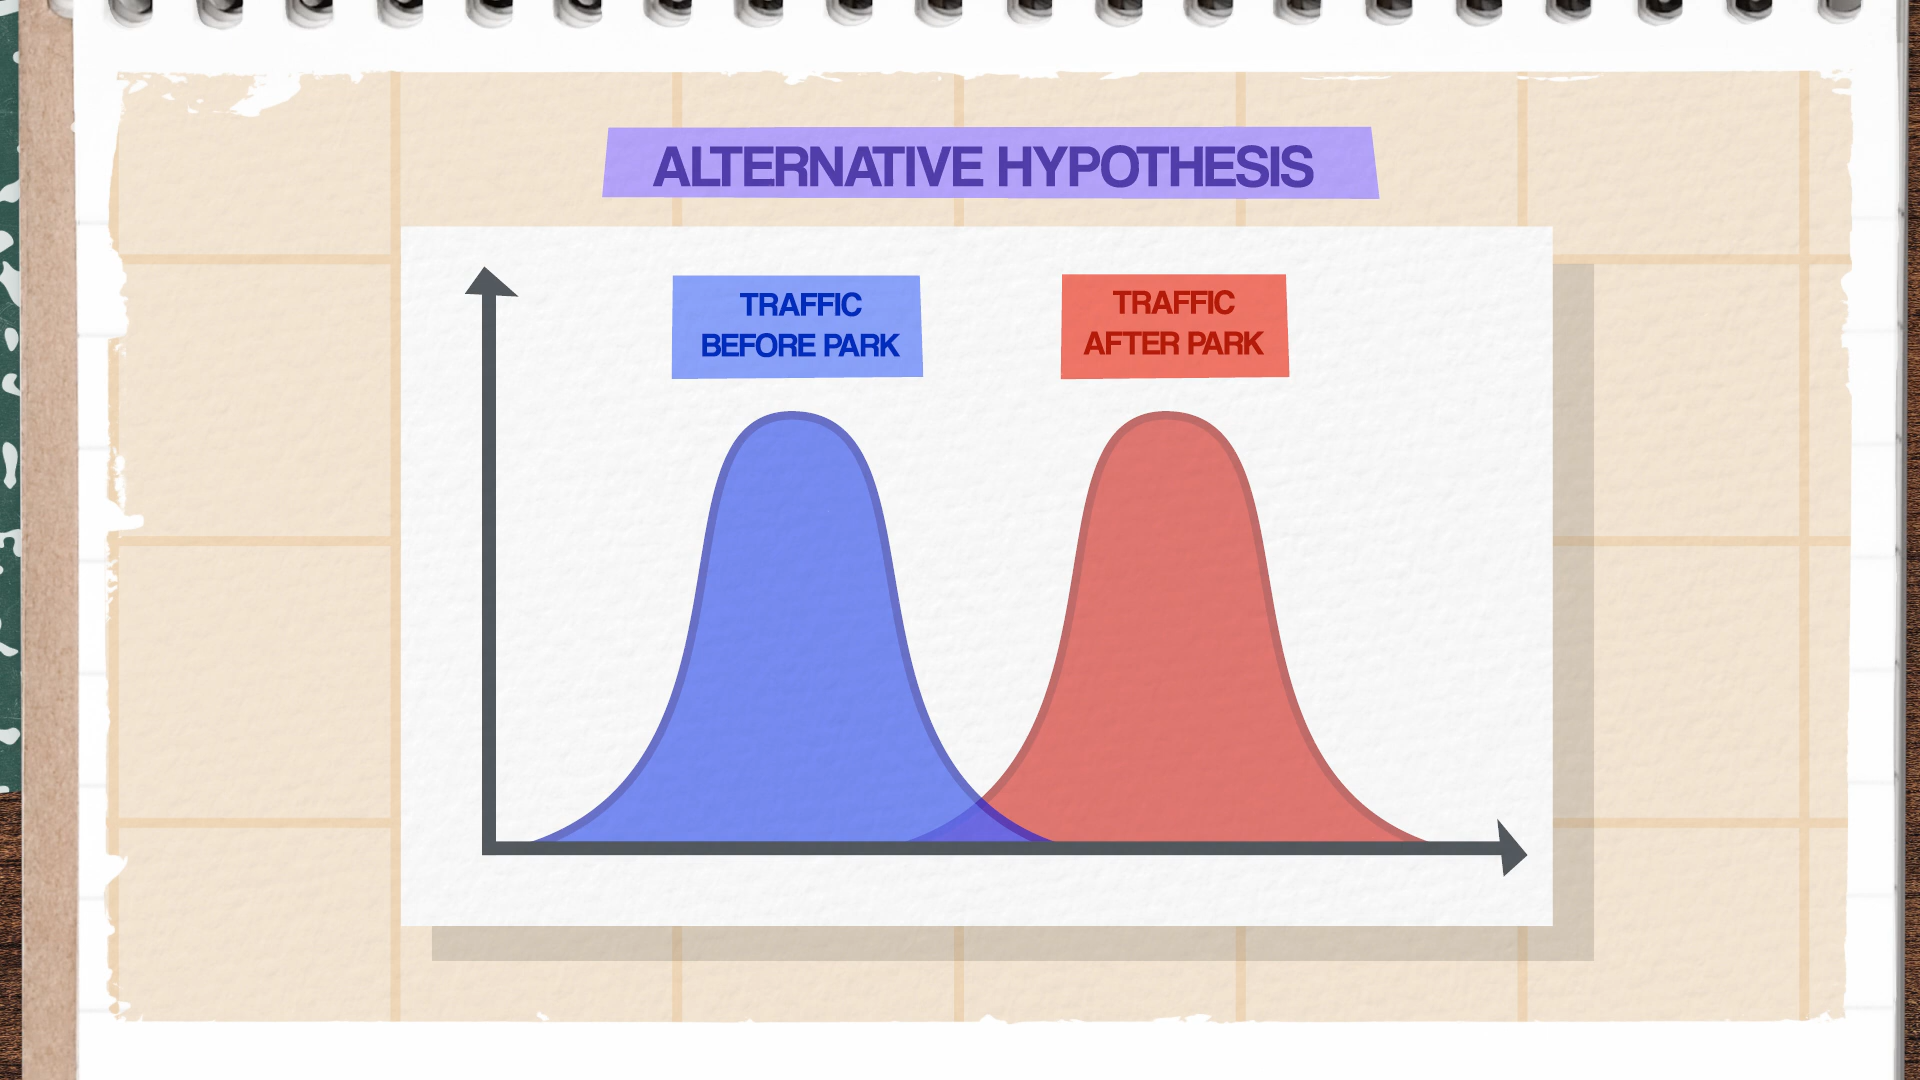 ALTERNATIVE HYPOTHESIS
TRAFFIC
BEFORE PARK
TRAFFIC
AFTER PARK